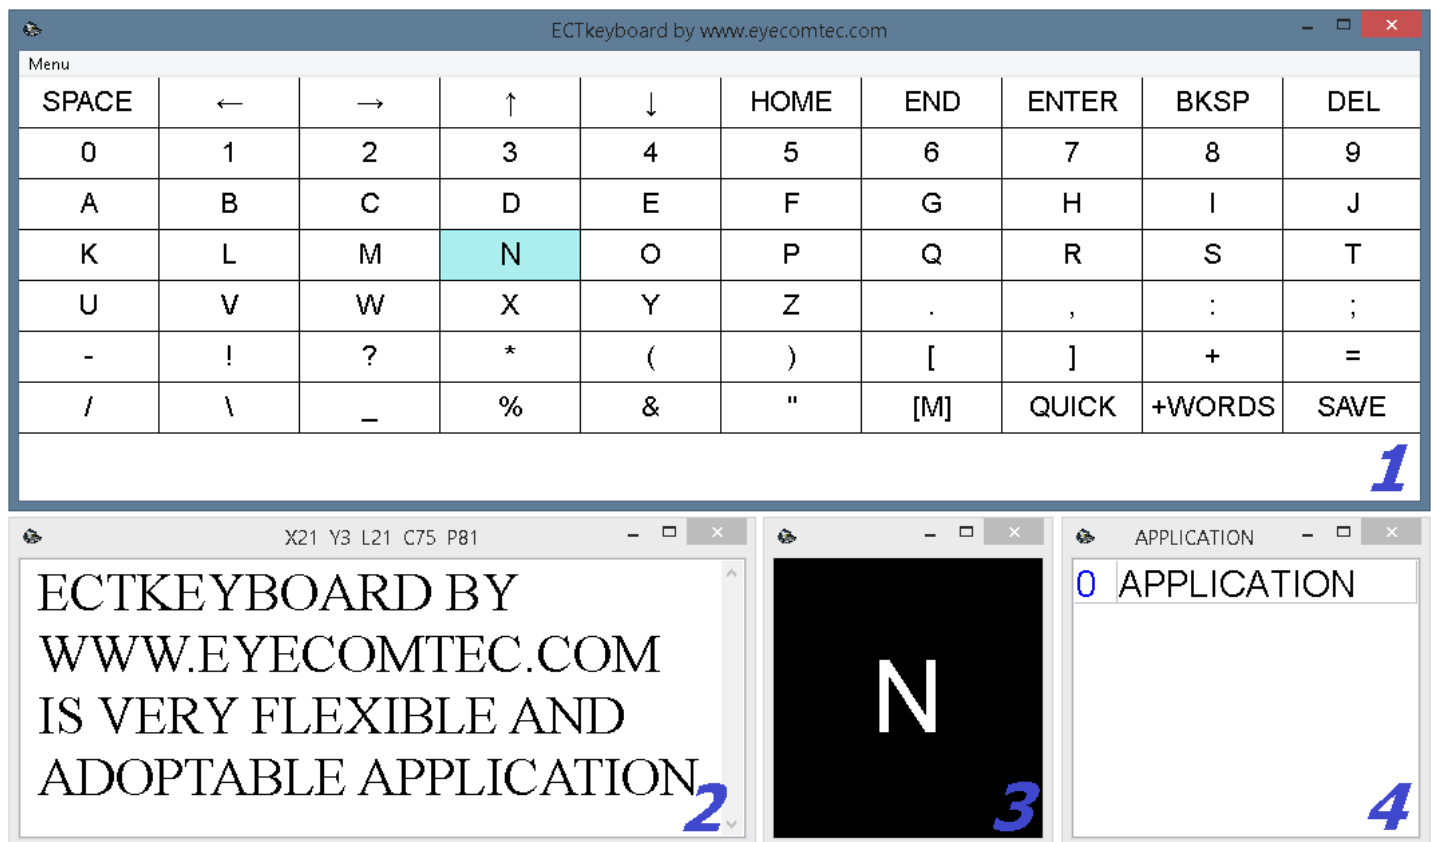 ECTkeyboard by www.eyecomtec.com
Menu
SPACE ← → ↑ ↓ HOME END ENTER BKSP DEL
0 1 2 3 4 5 6 7 8 9
A B C D E F G H I J
K L M N O P Q R S T
U V W X Y Z . , : ;
- ! ? * ( ) [ ] + =
/ \ _ % & " [M] QUICK +WORDS SAVE
1
X21 Y3 L21 C75 P81
ECTKEYBOARD BY
WWW.EYECOMTEC.COM
IS VERY FLEXIBLE AND
ADOPTABLE APPLICATION
2
N
3
APPLICATION
0 APPLICATION
4